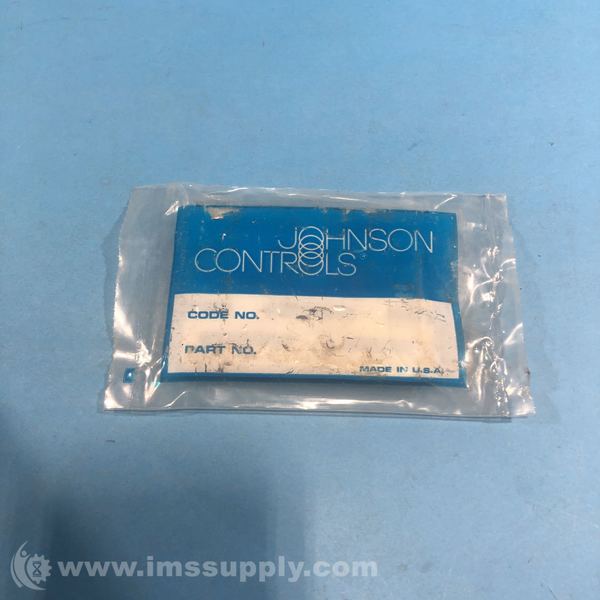 JOHNSON
CONTROLS
CODE NO.
PART NO.
MADE IN U.S.A.
www.imssupply.com